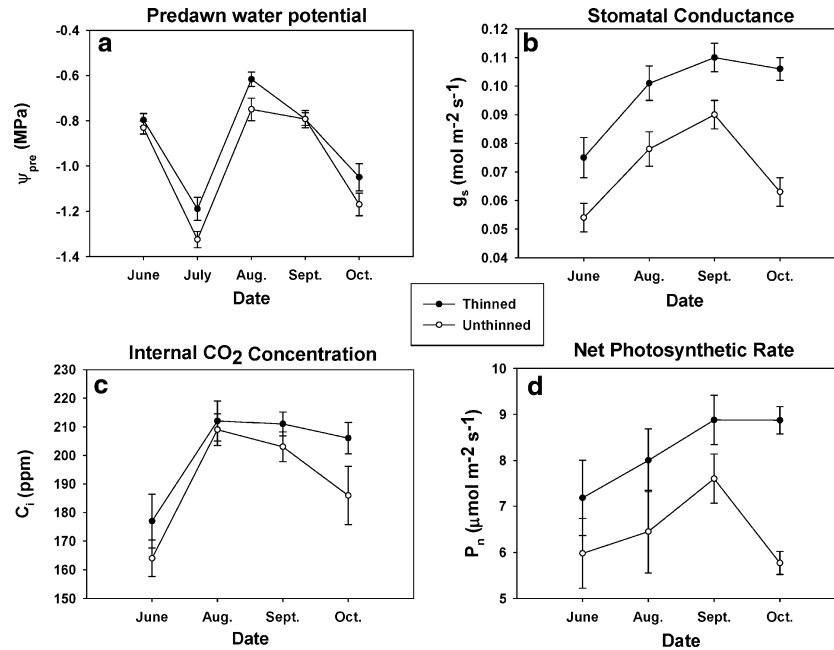 Predawn water potential
a
-0.4
-0.6
-0.8
-1.0
-1.2
-1.4
Ψpre (MPa)
June July Aug. Sept. Oct.
Date
Stomatal Conductance
b
0.12
0.11
0.10
0.09
0.08
0.07
0.06
0.05
0.04
gs (mol m-2 s-1)
June Aug. Sept. Oct.
Date
Thinned
Unthinned
Internal CO2 Concentration
c
230
220
210
200
190
180
170
160
150
Ci (ppm)
June Aug. Sept. Oct.
Date
Net Photosynthetic Rate
d
10
9
8
7
6
5
Pn (μmol m-2 s-1)
June Aug. Sept. Oct.
Date